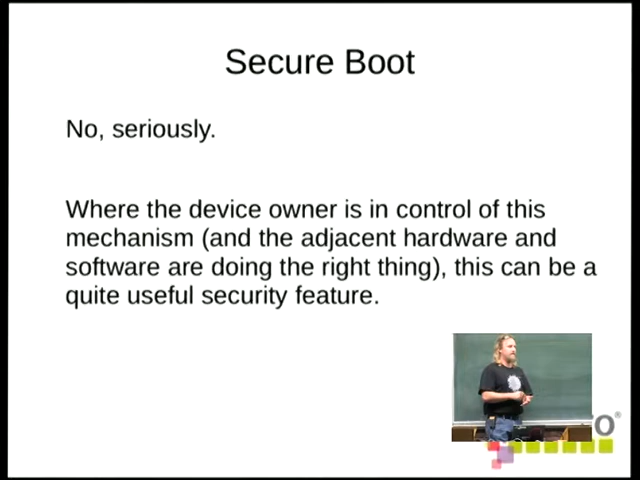 Secure Boot
No, seriously.
Where the device owner is in control of this
mechanism (and the adjacent hardware and
software are doing the right thing), this can be a
quite useful security feature.